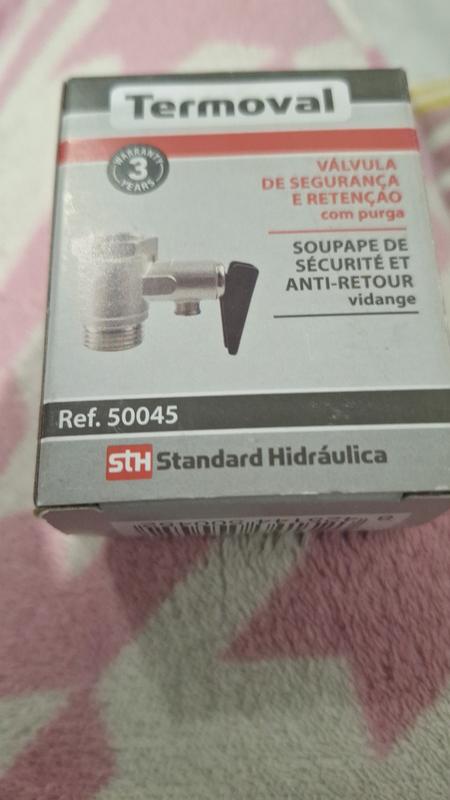 Termoval
WARRANTY
3
YEARS
VÁLVULA
DE SEGURANÇA
E RETENÇÃO
com purga
SOUPAPE DE
SÉCURITÉ ET
ANTI-RETOUR
vidange
Ref. 50045
STH Standard Hidráulica